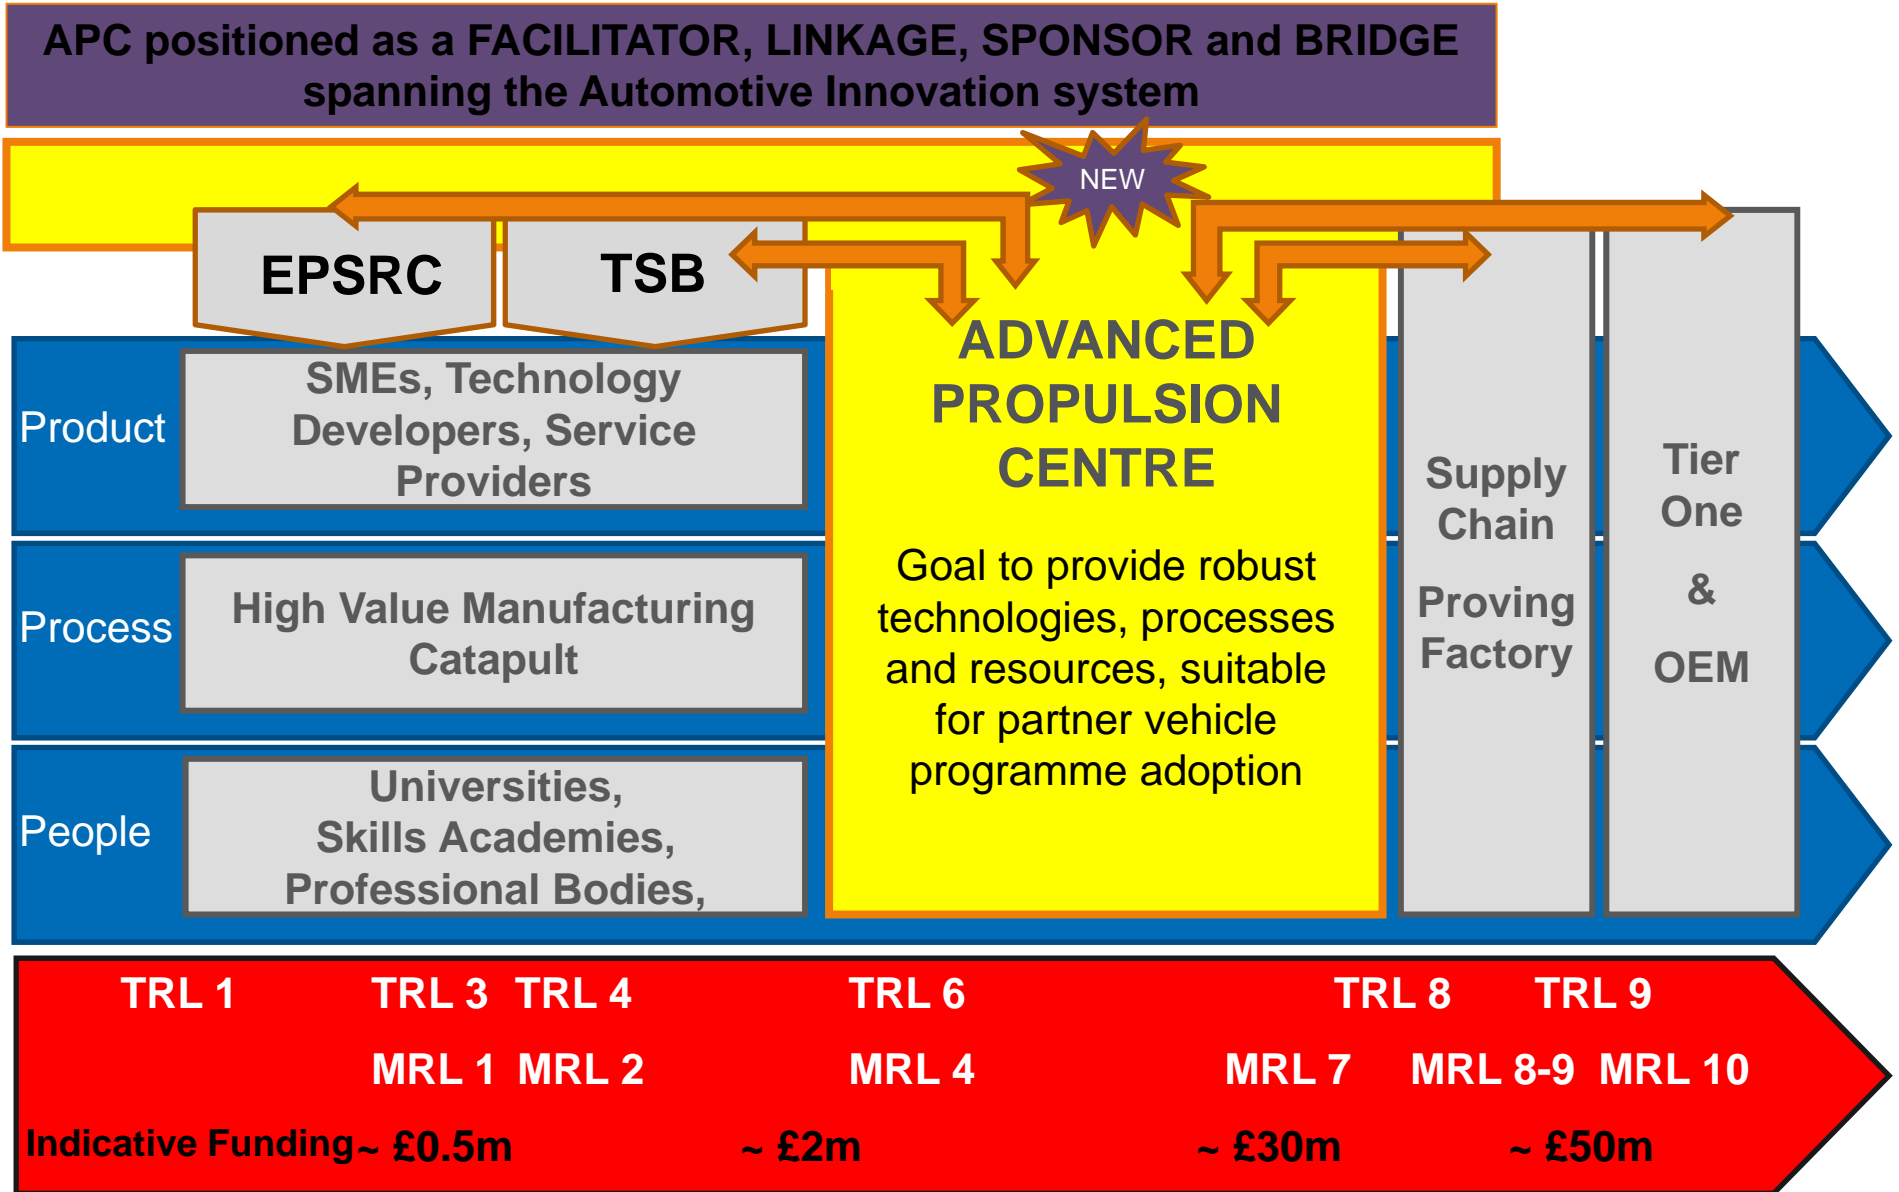 APC positioned as a FACILITATOR, LINKAGE, SPONSOR and BRIDGE
spanning the Automotive Innovation system
NEW
EPSRC
TSB
ADVANCED
PROPULSION
CENTRE
Goal to provide robust
technologies, processes
and resources, suitable
for partner vehicle
programme adoption
Product
SMEs, Technology
Developers, Service
Providers
Process
High Value Manufacturing
Catapult
People
Universities,
Skills Academies,
Professional Bodies,
Supply
Chain
Proving
Factory
Tier
One
&
OEM
TRL 1 TRL 3 TRL 4 TRL 6 TRL 8 TRL 9
MRL 1 MRL 2 MRL 4 MRL 7 MRL 8-9 MRL 10
Indicative Funding ~ £0.5m ~ £2m ~ £30m ~ £50m